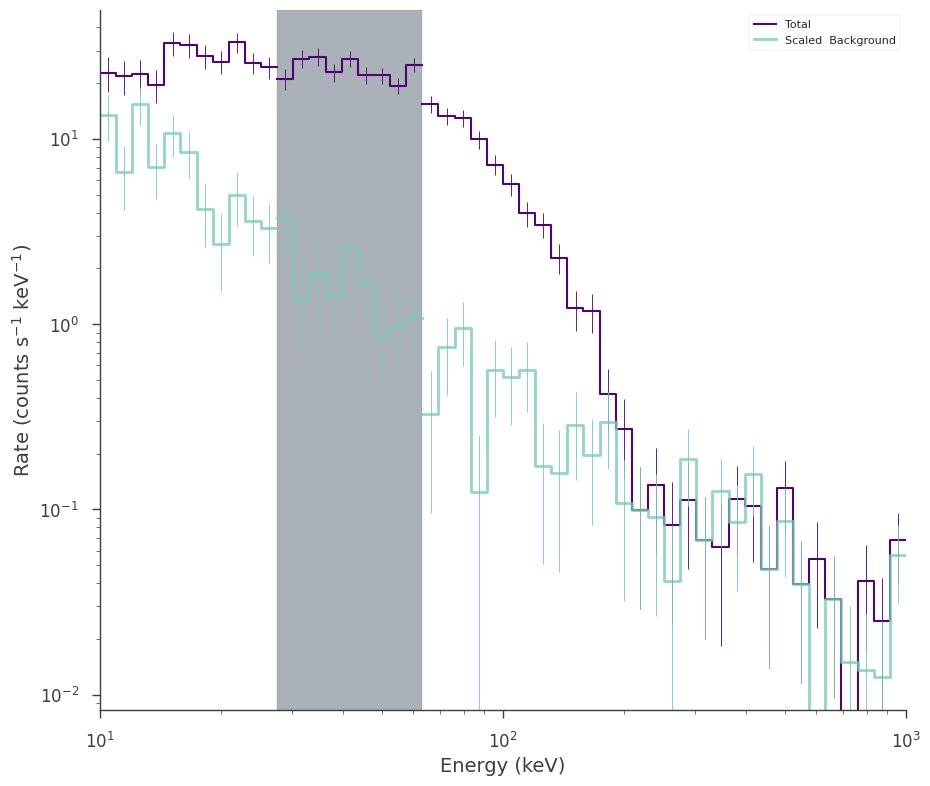 Total
Scaled  Background
Rate (counts s⁻¹ keV⁻¹)
10¹
10⁰
10⁻¹
10⁻²
10¹ 10² 10³
Energy (keV)